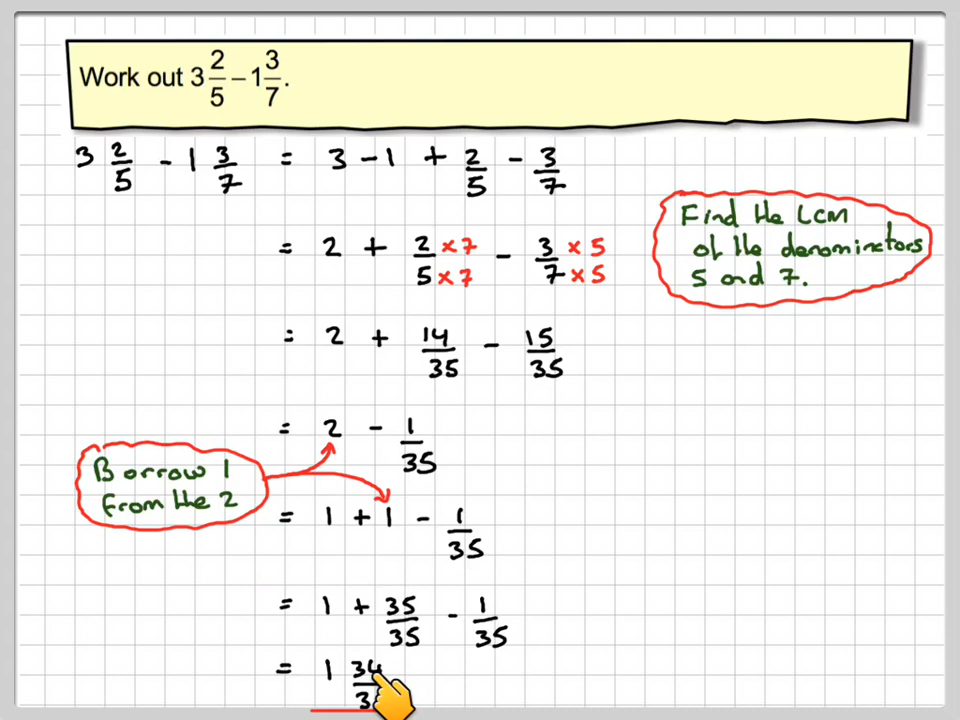 Work out 3 2/5 − 1 3/7.
3 2/5 - 1 3/7 = 3 - 1 + 2/5 - 3/7
Find the LCM
of the denominators
5 and 7.
= 2 + 2×7/5×7 - 3×5/7×5
= 2 + 14/35 - 15/35
= 2 - 1/35
Borrow 1
from the 2
= 1 + 1 - 1/35
= 1 + 35/35 - 1/35
= 1 34/3